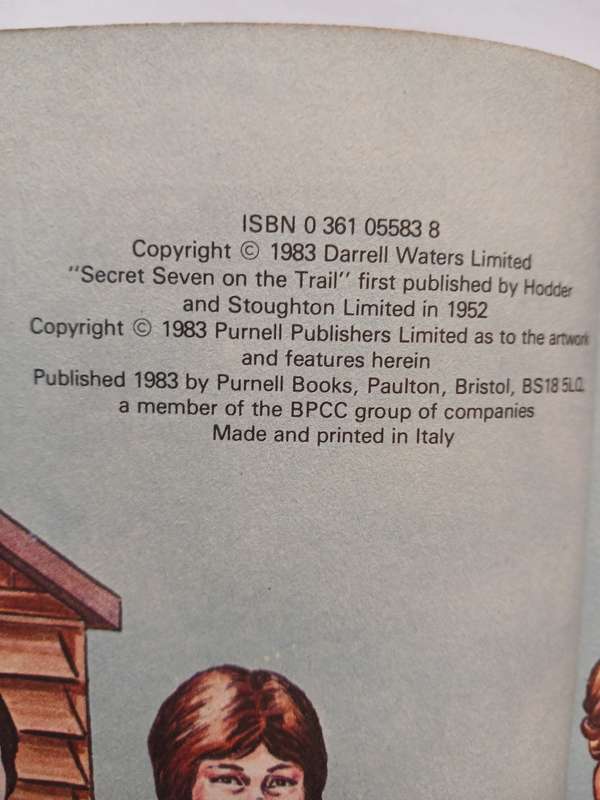 ISBN 0 361 05583 8
Copyright © 1983 Darrell Waters Limited
"Secret Seven on the Trail" first published by Hodder
and Stoughton Limited in 1952
Copyright © 1983 Purnell Publishers Limited as to the artwork
and features herein
Published 1983 by Purnell Books, Paulton, Bristol, BS18 5LQ,
a member of the BPCC group of companies
Made and printed in Italy